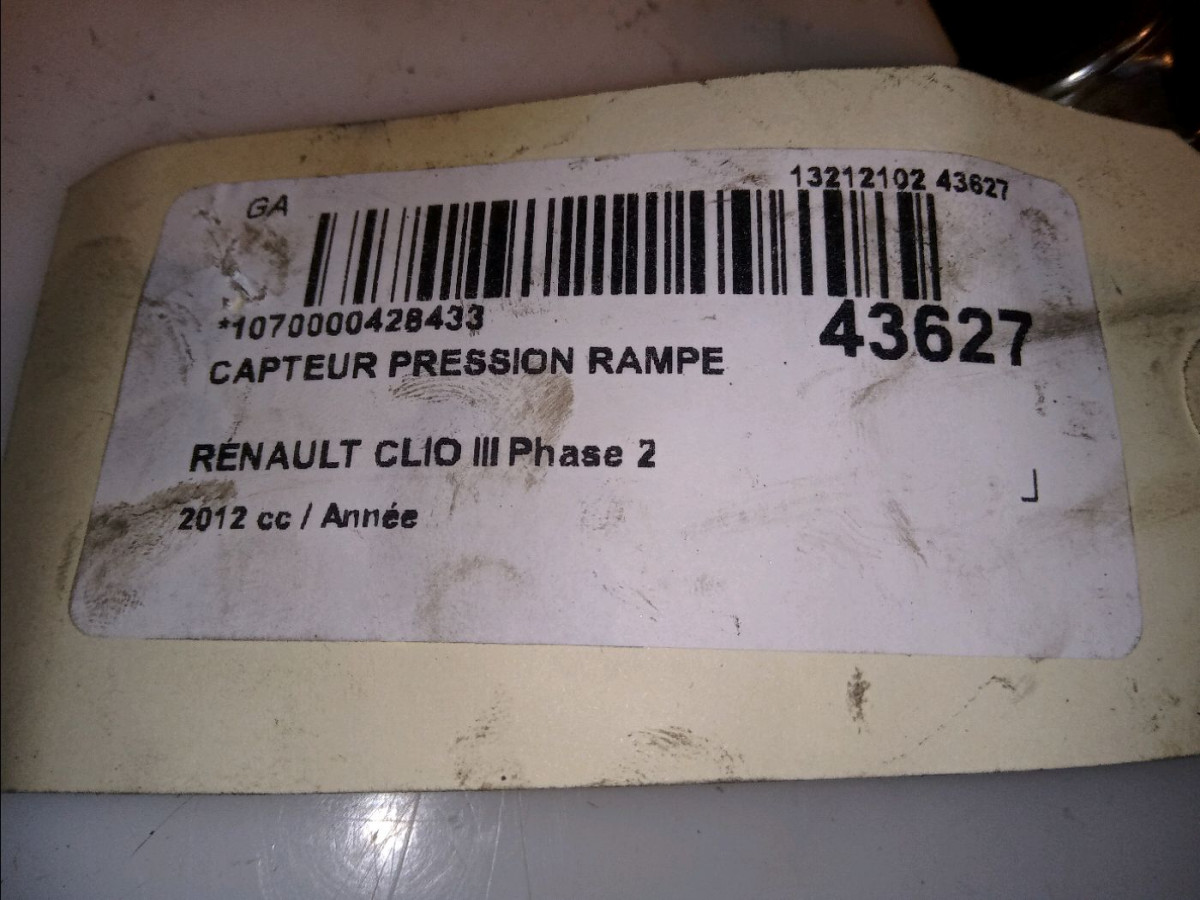 GA
13212102 43627
*1070000428433
43627
CAPTEUR PRESSION RAMPE
RENAULT CLIO III Phase 2
2012 cc / Année